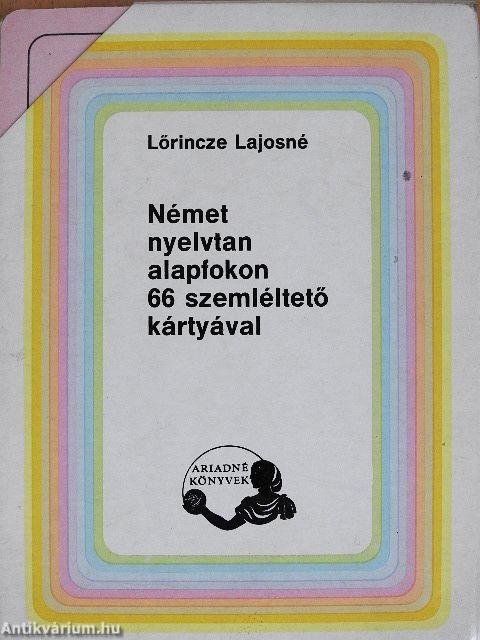 Lőrincze Lajosné
Német
nyelvtan
alapfokon
66 szemléltető
kártyával
ARIADNÉ
KÖNYVEK
Antikvárium.hu